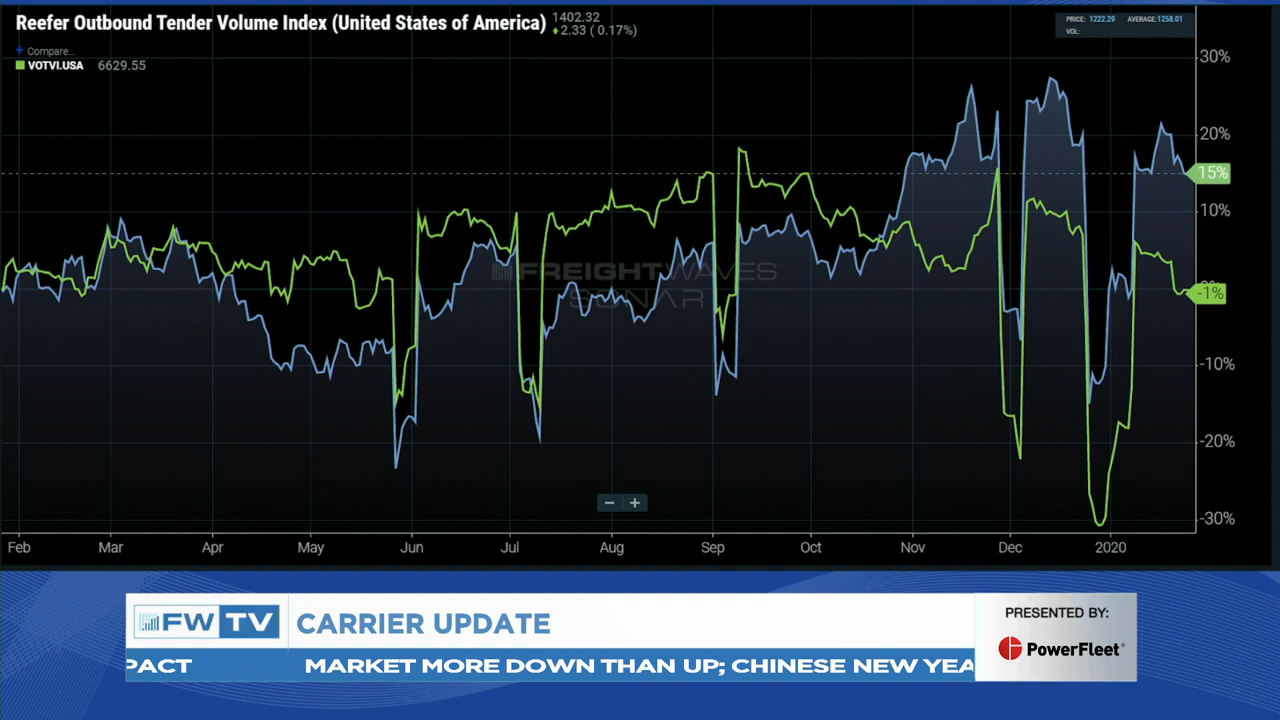 Reefer Outbound Tender Volume Index (United States of America)
1402.32
2.33 ( 0.17%)
PRICE: 1222.29 AVERAGE:1258.01
VOL:
+ Compare...
VOTVI.USA 6629.55
30%
20%
15%
10%
-1%
-10%
-20%
-30%
FREIGHTWAVES
SONAR
− +
Feb Mar Apr May Jun Jul Aug Sep Oct Nov Dec 2020
FWTV CARRIER UPDATE
PRESENTED BY:
PowerFleet
PACT MARKET MORE DOWN THAN UP; CHINESE NEW YEA